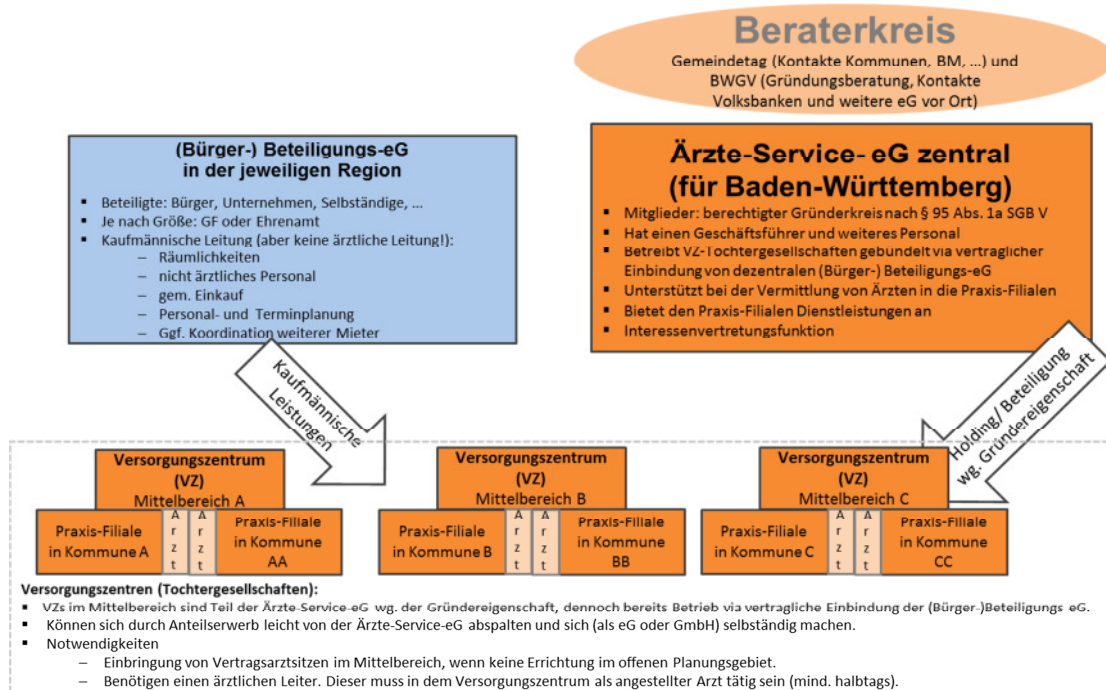 Beraterkreis
Gemeindetag (Kontakte Kommunen, BM, …) und
BWGV (Gründungsberatung, Kontakte
Volksbanken und weitere eG vor Ort)
(Bürger-) Beteiligungs-eG
in der jeweiligen Region
▪ Beteiligte: Bürger, Unternehmen, Selbständige, …
▪ Je nach Größe: GF oder Ehrenamt
▪ Kaufmännische Leitung (aber keine ärztliche Leitung!):
– Räumlichkeiten
– nicht ärztliches Personal
– gem. Einkauf
– Personal- und Terminplanung
– Ggf. Koordination weiterer Mieter
Ärzte-Service- eG zentral
(für Baden-Württemberg)
▪ Mitglieder: berechtigter Gründerkreis nach § 95 Abs. 1a SGB V
▪ Hat einen Geschäftsführer und weiteres Personal
▪ Betreibt VZ-Tochtergesellschaften gebündelt via vertraglicher
Einbindung von dezentralen (Bürger-) Beteiligungs-eG
▪ Unterstützt bei der Vermittlung von Ärzten in die Praxis-Filialen
▪ Bietet den Praxis-Filialen Dienstleistungen an
▪ Interessenvertretungsfunktion
Kaufmännische
Leistungen
Holding/ Beteiligung
wg. Gründereigenschaft
Versorgungszentrum
(VZ)
Mittelbereich A
Praxis-Filiale
in Kommune A
Arzt
Arzt
Praxis-Filiale
in Kommune
AA
Versorgungszentrum
(VZ)
Mittelbereich B
Praxis-Filiale
in Kommune B
Arzt
Arzt
Praxis-Filiale
in Kommune
BB
Versorgungszentrum
(VZ)
Mittelbereich C
Praxis-Filiale
in Kommune C
Arzt
Arzt
Praxis-Filiale
in Kommune
CC
Versorgungszentren (Tochtergesellschaften):
▪ VZs im Mittelbereich sind Teil der Ärzte-Service-eG wg. der Gründereigenschaft, dennoch bereits Betrieb via vertragliche Einbindung der (Bürger-)Beteiligungs eG.
▪ Können sich durch Anteilserwerb leicht von der Ärzte-Service-eG abspalten und sich (als eG oder GmbH) selbständig machen.
▪ Notwendigkeiten
– Einbringung von Vertragsarztsitzen im Mittelbereich, wenn keine Errichtung im offenen Planungsgebiet.
– Benötigen einen ärztlichen Leiter. Dieser muss in dem Versorgungszentrum als angestellter Arzt tätig sein (mind. halbtags).